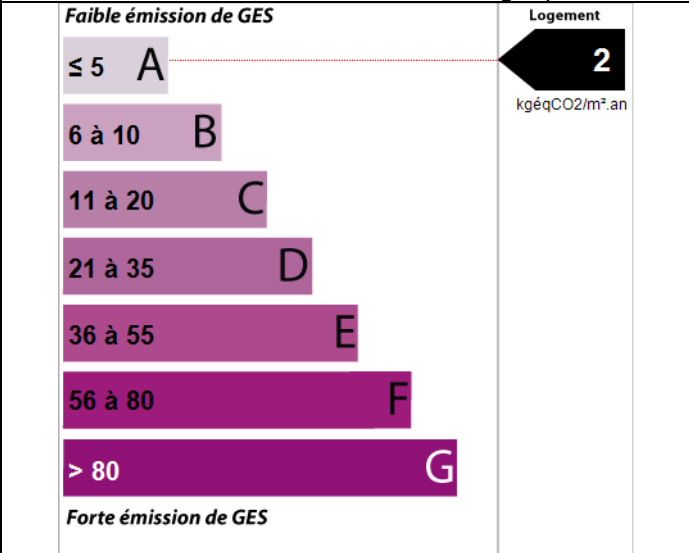 Faible émission de GES
Logement
≤ 5 A
2
kgéqCO2/m².an
6 à 10 B
11 à 20 C
21 à 35 D
36 à 55 E
56 à 80 F
> 80 G
Forte émission de GES